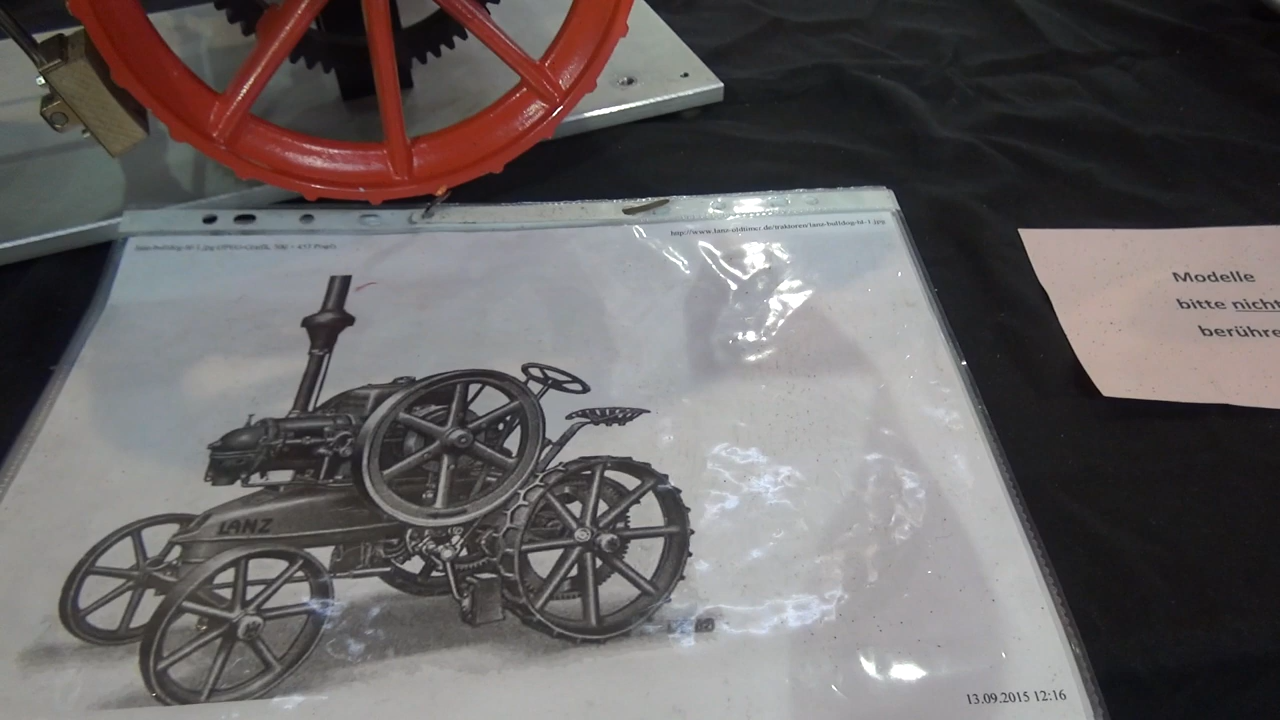 http://www.lanz-oldtimer.de/traktoren/lanz-bulldog-hl-1.jpg
LANZ
Modelle
bitte nicht
berühre
13.09.2015 12:16